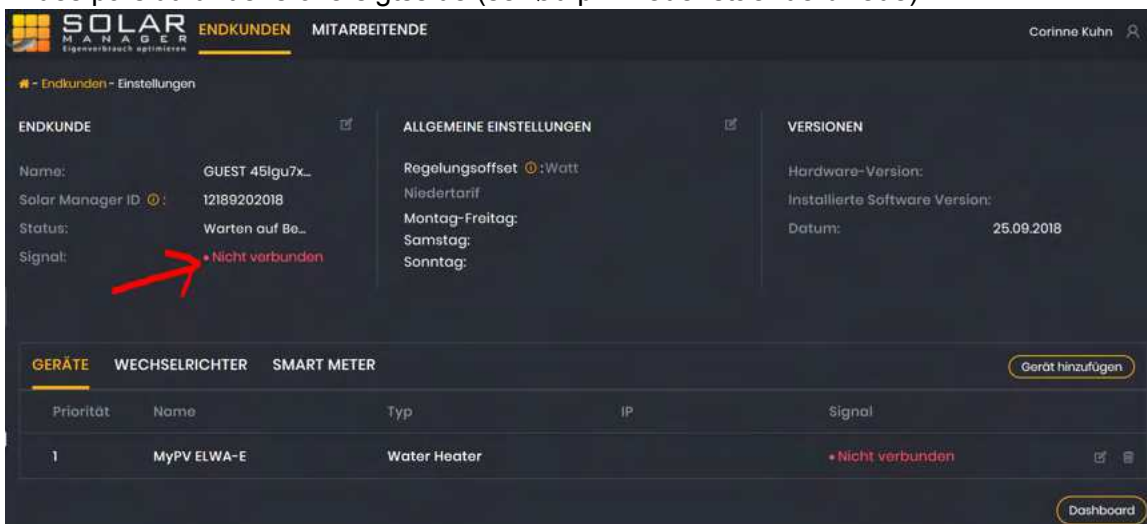 SOLAR
MANAGER
Eigenverbrauch optimieren
ENDKUNDEN MITARBEITENDE
Corinne Kuhn
- Endkunden - Einstellungen
ENDKUNDE
Name: GUEST 45lgu7x...
Solar Manager ID : 12189202018
Status: Warten auf Be...
Signal: • Nicht verbunden
ALLGEMEINE EINSTELLUNGEN
Regelungsoffset :Watt
Niedertarif
Montag-Freitag:
Samstag:
Sonntag:
VERSIONEN
Hardware-Version:
Installierte Software Version:
Datum: 25.09.2018
GERÄTE WECHSELRICHTER SMART METER
Gerät hinzufügen
Priorität Name Typ IP Signal
1 MyPV ELWA-E Water Heater • Nicht verbunden
Dashboard